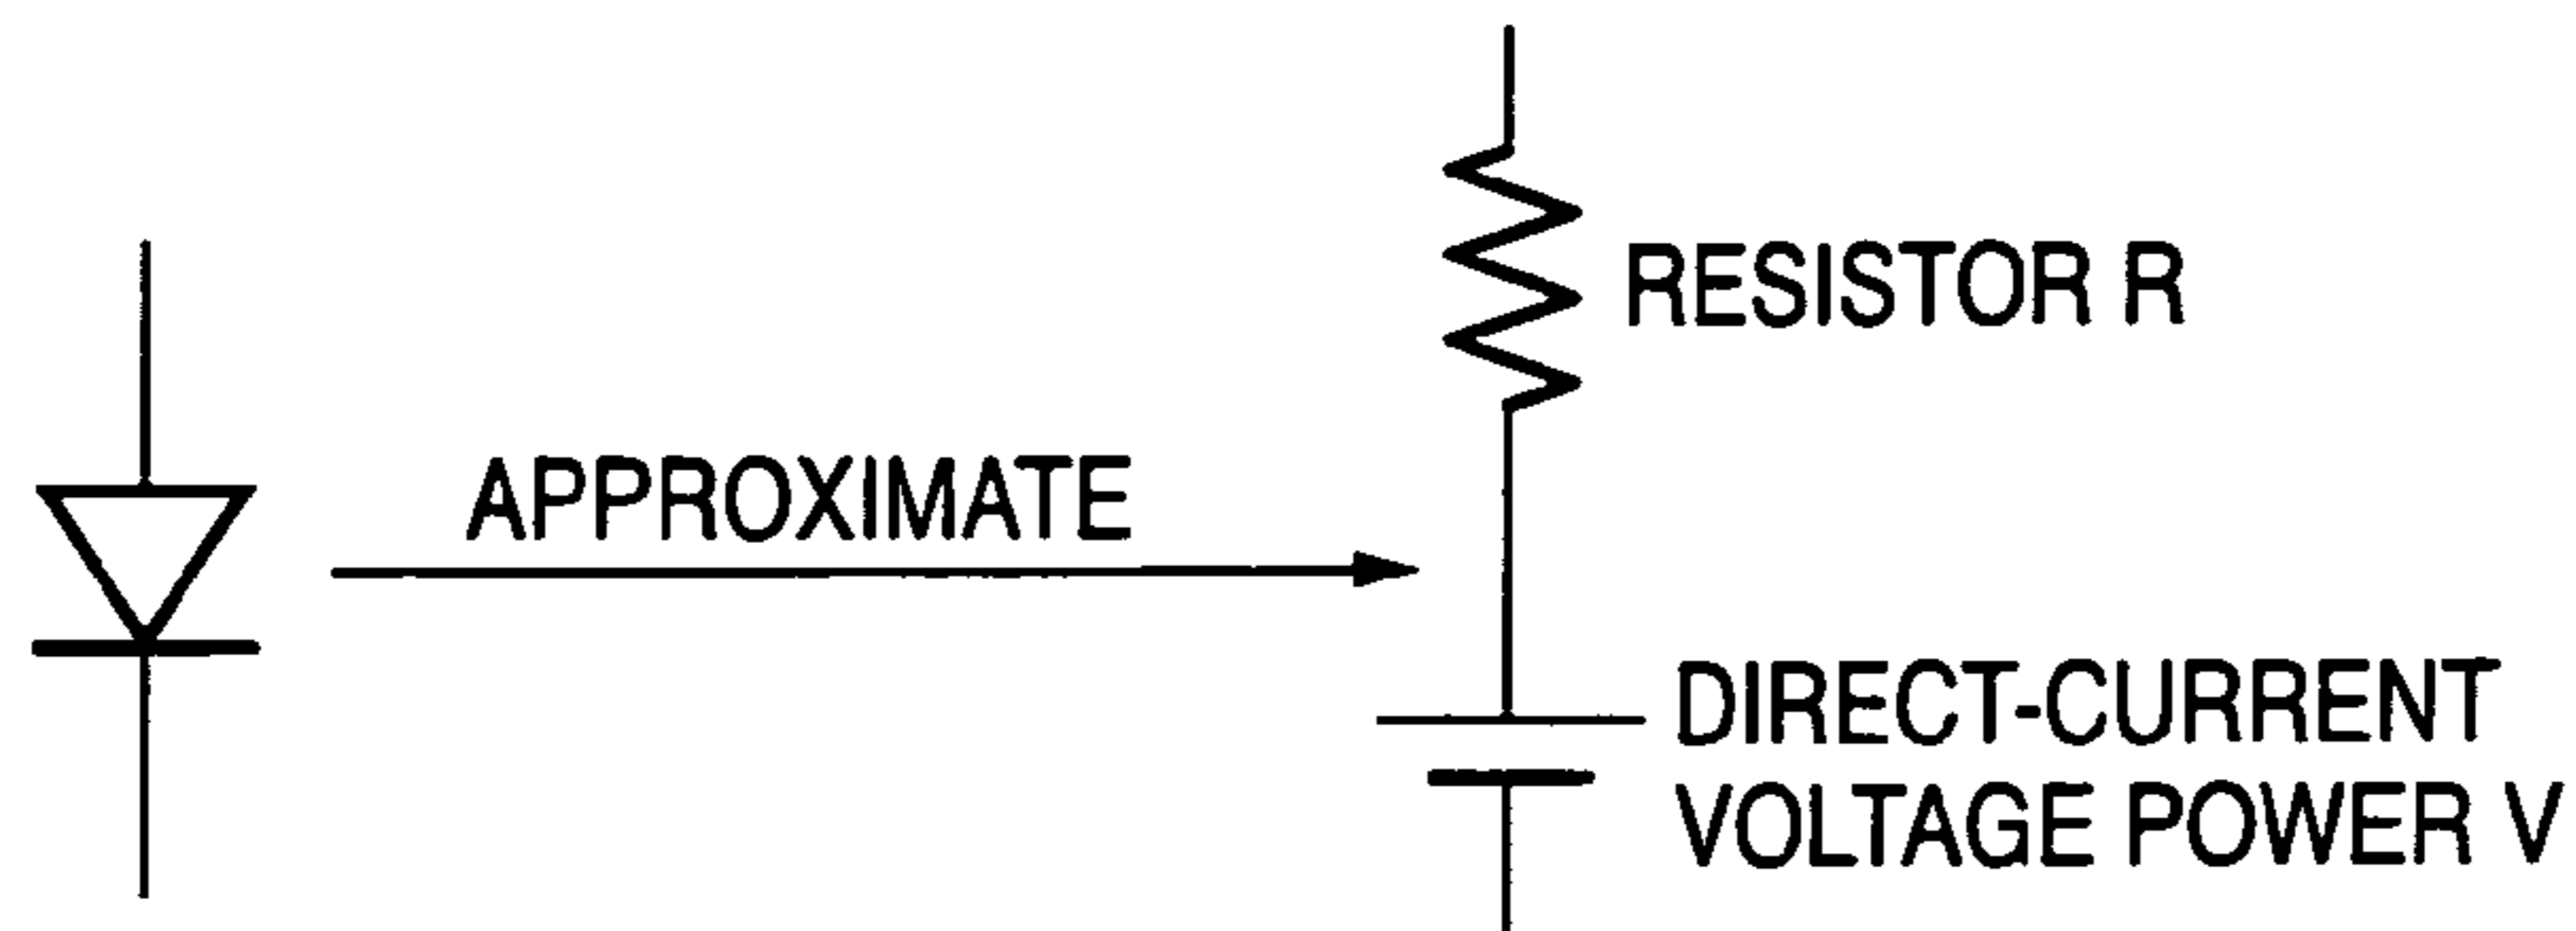 RESISTOR R
APPROXIMATE
DIRECT-CURRENT
VOLTAGE POWER V